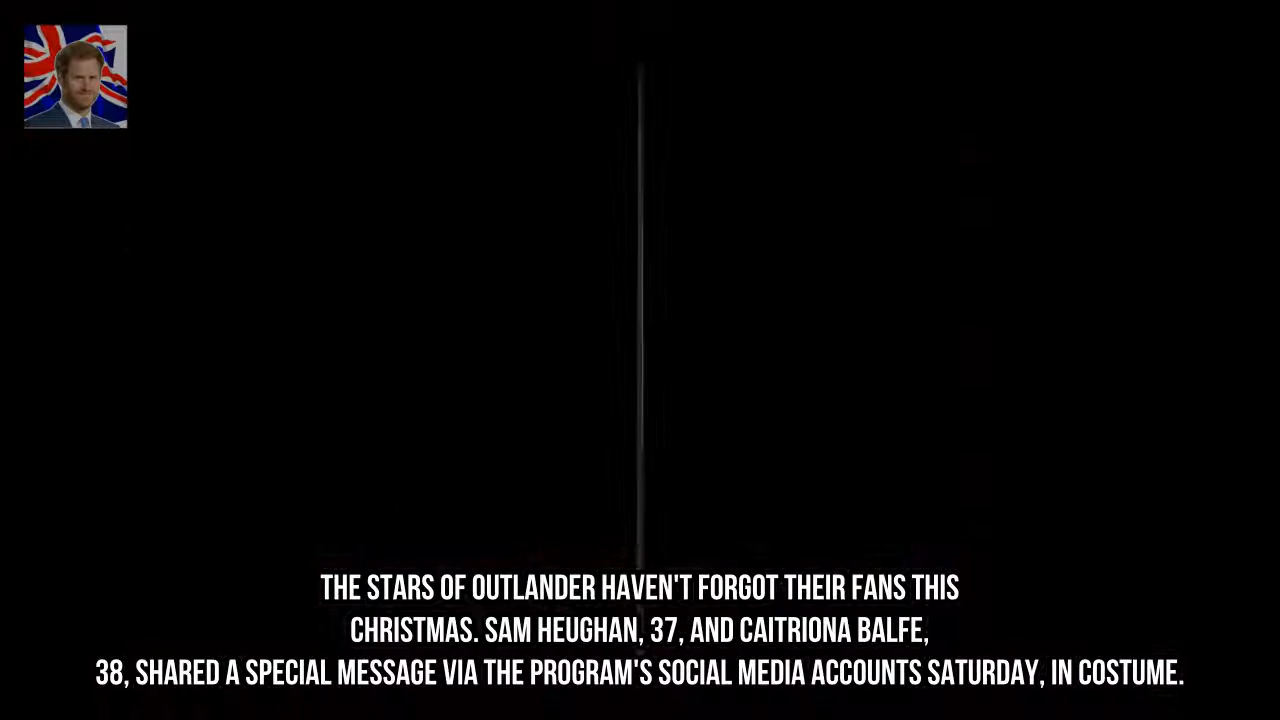 THE STARS OF OUTLANDER HAVEN'T FORGOT THEIR FANS THIS
CHRISTMAS. SAM HEUGHAN, 37, AND CAITRIONA BALFE,
38, SHARED A SPECIAL MESSAGE VIA THE PROGRAM'S SOCIAL MEDIA ACCOUNTS SATURDAY, IN COSTUME.